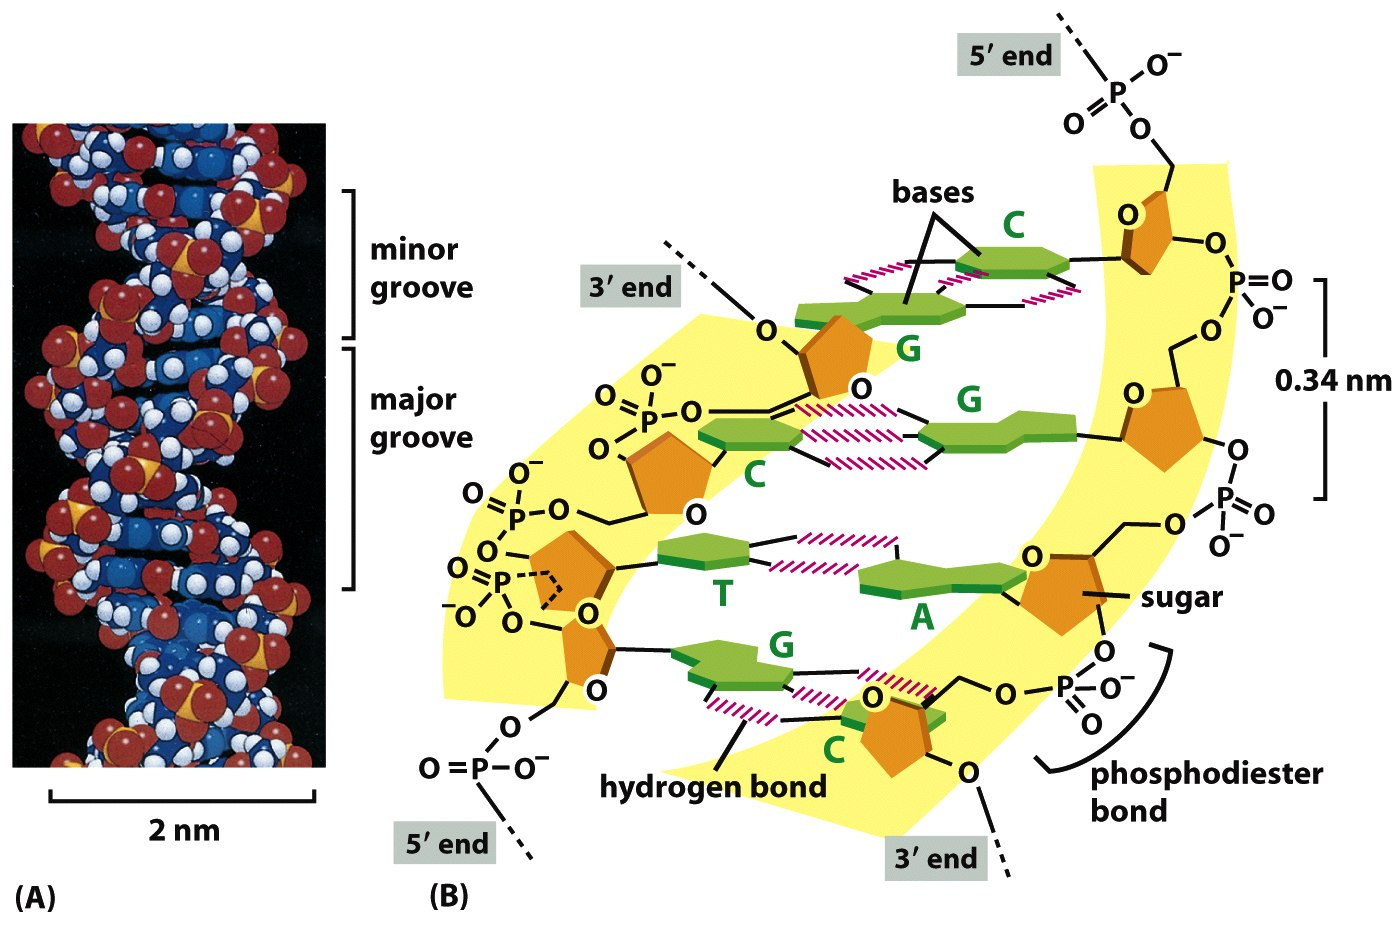 minor
groove
major
groove
2 nm
(A)
5′ end
P
O⁻
O
O
bases
C
O
O
P=O
O⁻
O
3′ end
O
G
O
0.34 nm
O⁻
O
P
O
O
C
O
G
O
O
P
O
O⁻
O
O⁻
O
P
O
O
O
P
⁻O
O
O
T
A
O
sugar
O
P
O⁻
O
O
G
O
O
C
O
hydrogen bond
phosphodiester
bond
O=P–O⁻
O
5′ end
3′ end
(B)